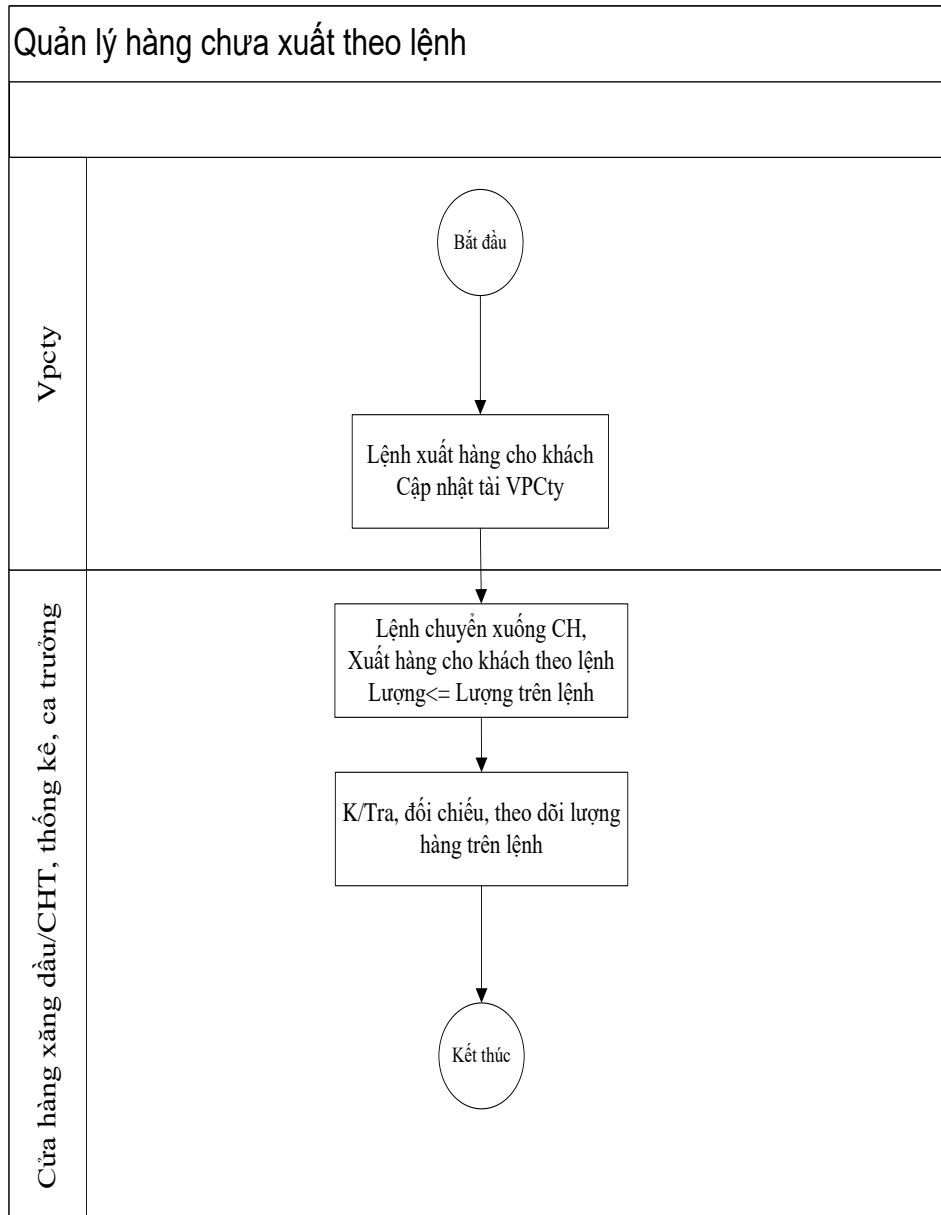 Quản lý hàng chưa xuất theo lệnh
Vpcty
Bắt đầu
Lệnh xuất hàng cho khách
Cập nhật tài VPCty
Cửa hàng xăng dầu/CHT, thống kê, ca trưởng
Lệnh chuyển xuống CH,
Xuất hàng cho khách theo lệnh
Lượng<= Lượng trên lệnh
K/Tra, đối chiếu, theo dõi lượng
hàng trên lệnh
Kết thúc